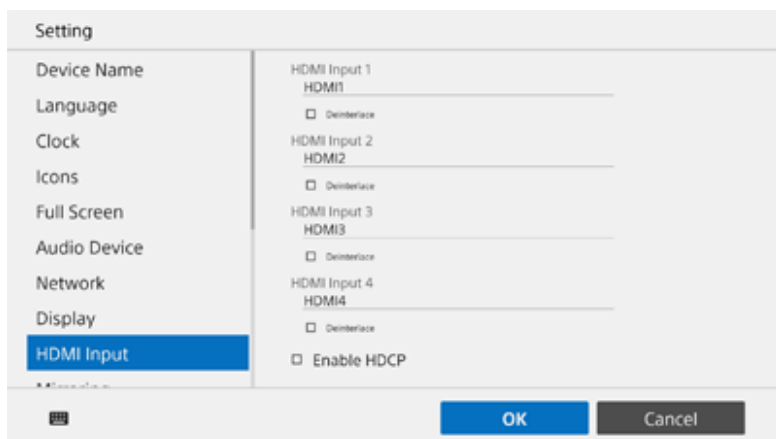 Setting
Device Name
Language
Clock
Icons
Full Screen
Audio Device
Network
Display
HDMI Input
HDMI Input 1
HDMI1
Deinterlace
HDMI Input 2
HDMI2
Deinterlace
HDMI Input 3
HDMI3
Deinterlace
HDMI Input 4
HDMI4
Deinterlace
Enable HDCP
OK
Cancel